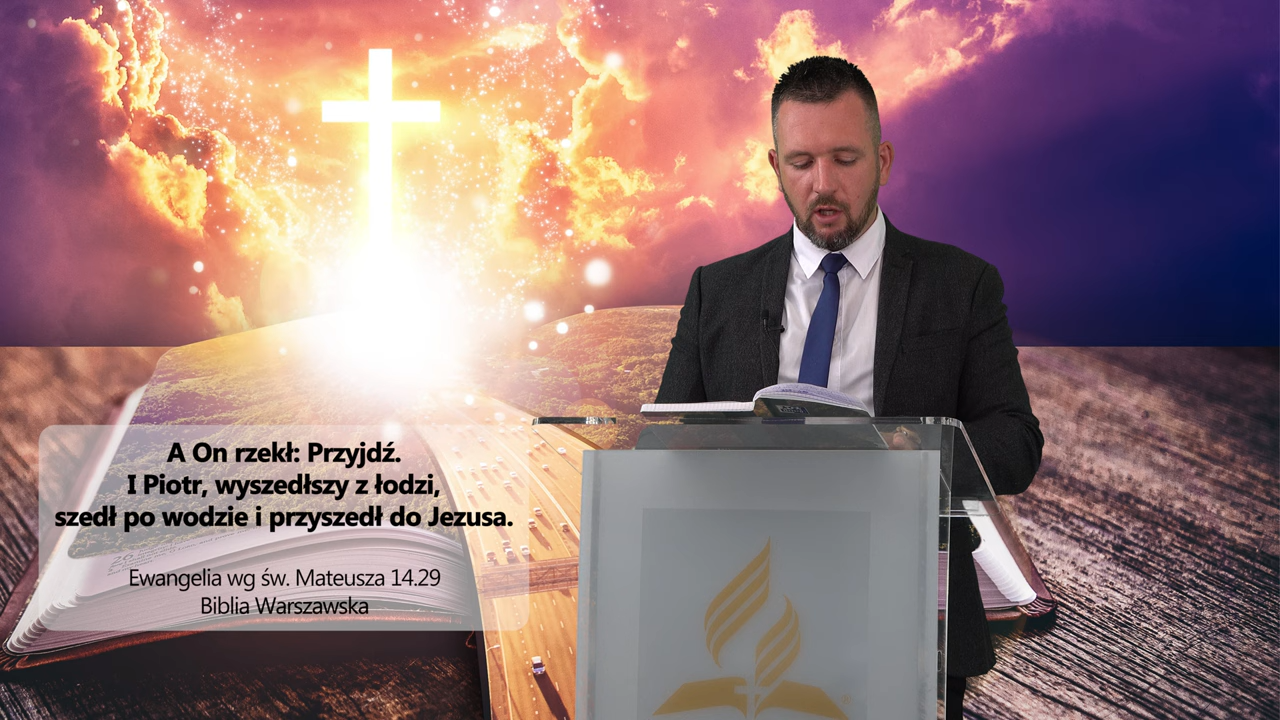 A On rzekł: Przyjdź.
I Piotr, wyszedłszy z łodzi,
szedł po wodzie i przyszedł do Jezusa.
Ewangelia wg św. Mateusza 14.29
Biblia Warszawska